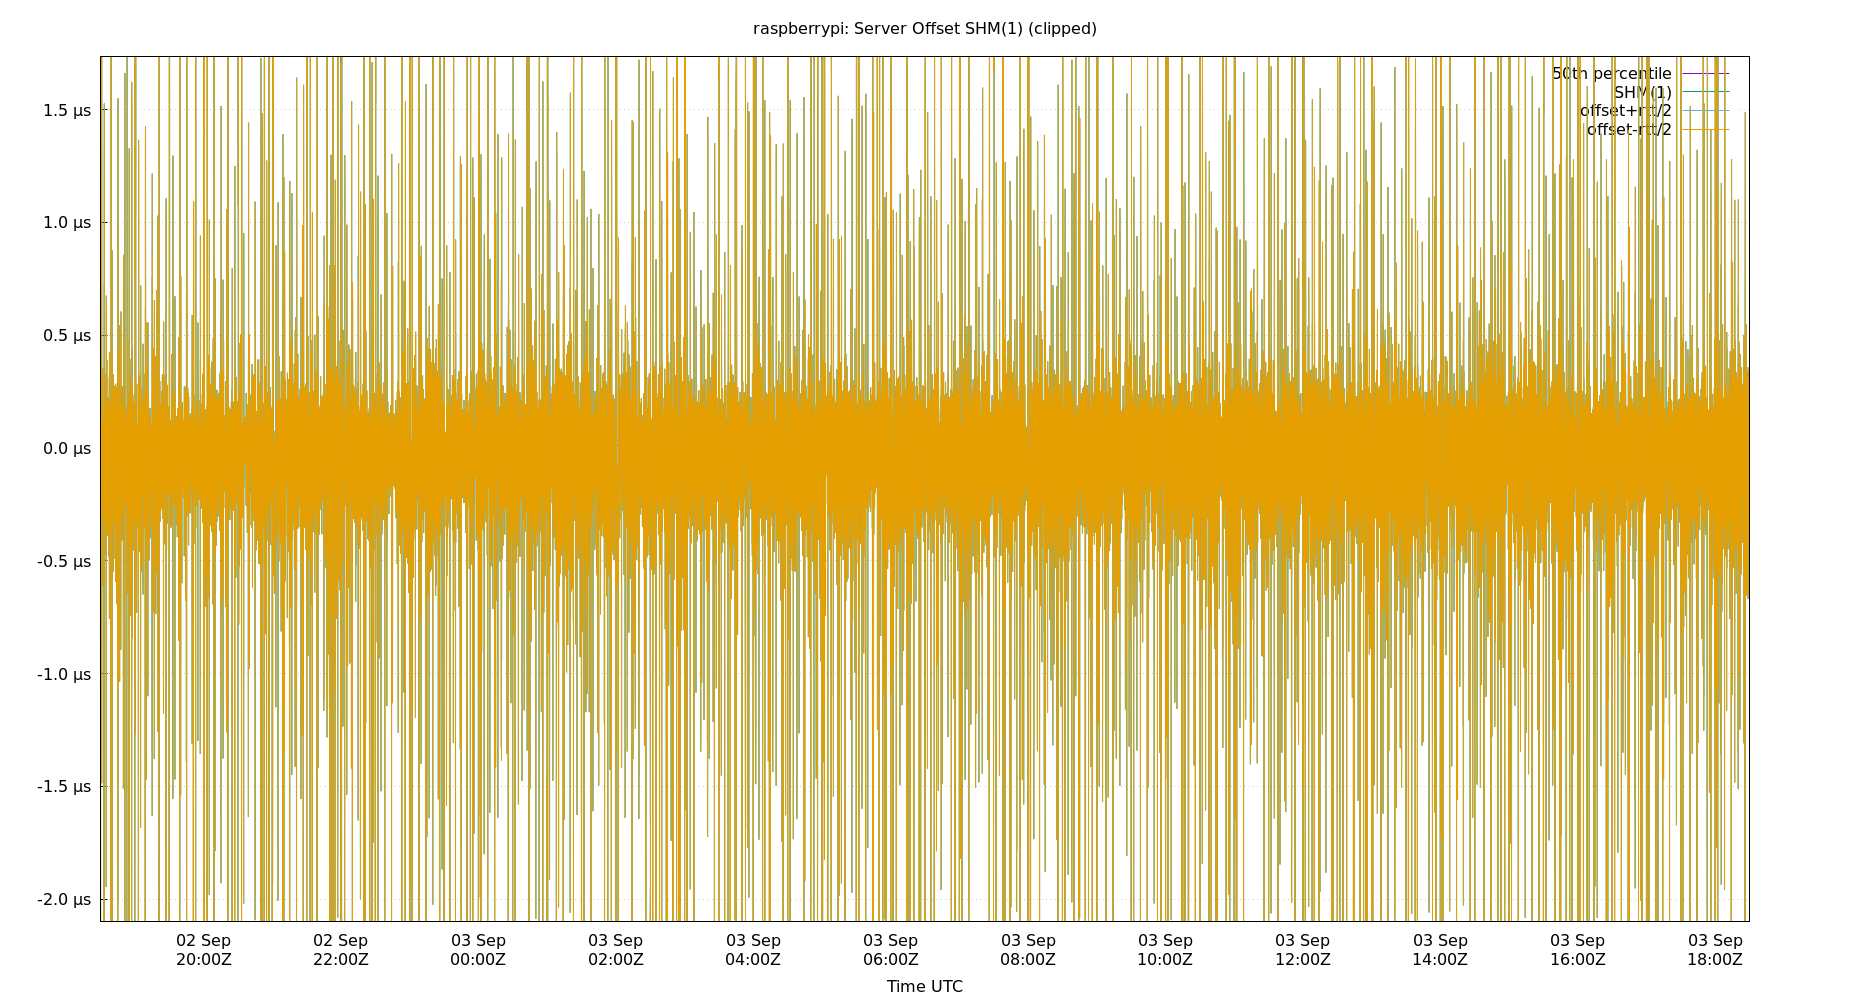 raspberrypi: Server Offset SHM(1) (clipped)
50th percentile
SHM(1)
offset+rtt/2
offset-rtt/2
1.5 µs
1.0 µs
0.5 µs
0.0 µs
-0.5 µs
-1.0 µs
-1.5 µs
-2.0 µs
02 Sep 02 Sep 03 Sep 03 Sep 03 Sep 03 Sep 03 Sep 03 Sep 03 Sep 03 Sep 03 Sep 03 Sep
20:00Z 22:00Z 00:00Z 02:00Z 04:00Z 06:00Z 08:00Z 10:00Z 12:00Z 14:00Z 16:00Z 18:00Z
Time UTC